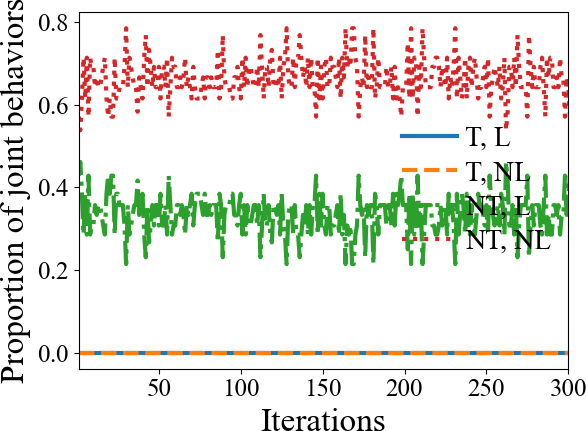 Proportion of joint behaviors
0.8
0.6
0.4
0.2
0.0
T, L
T, NL
NT, L
NT, NL
50
100
150
200
250
300
Iterations